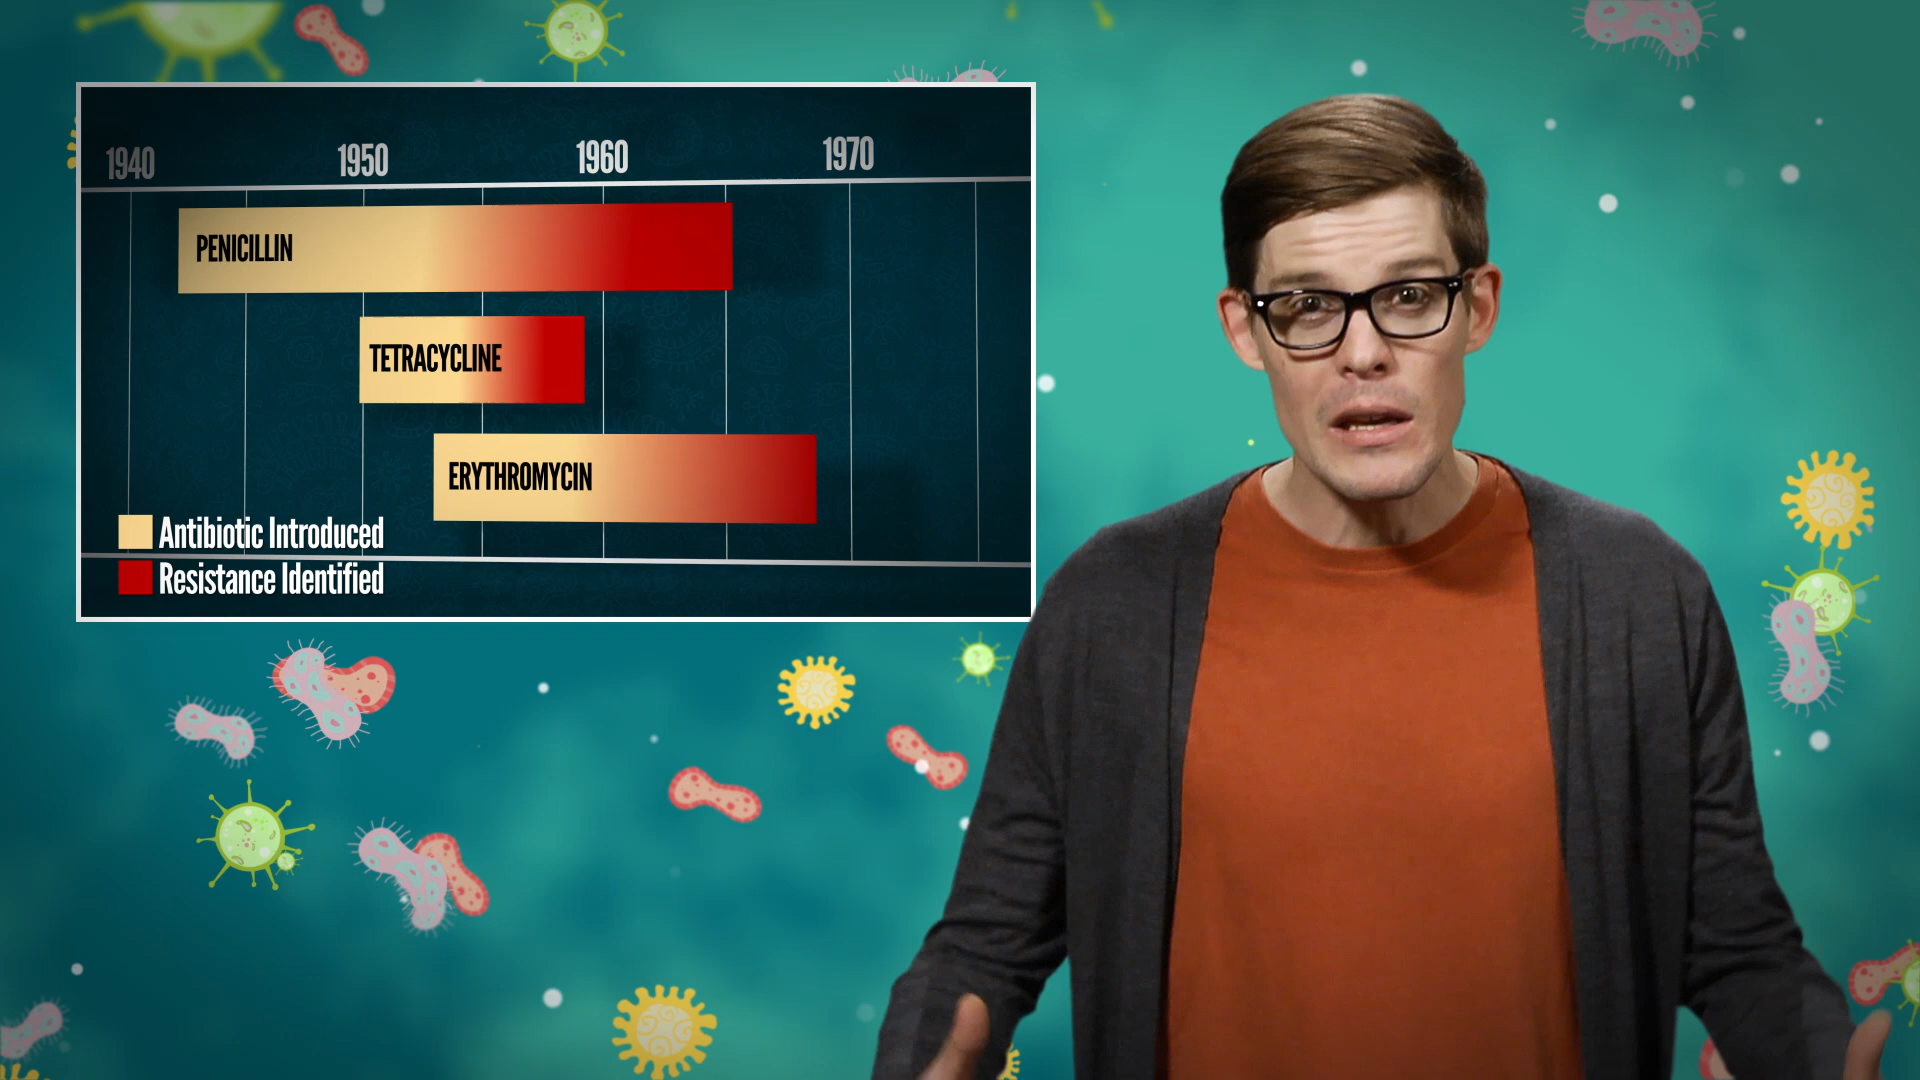 1940 1950 1960 1970
PENICILLIN
TETRACYCLINE
ERYTHROMYCIN
Antibiotic Introduced
Resistance Identified